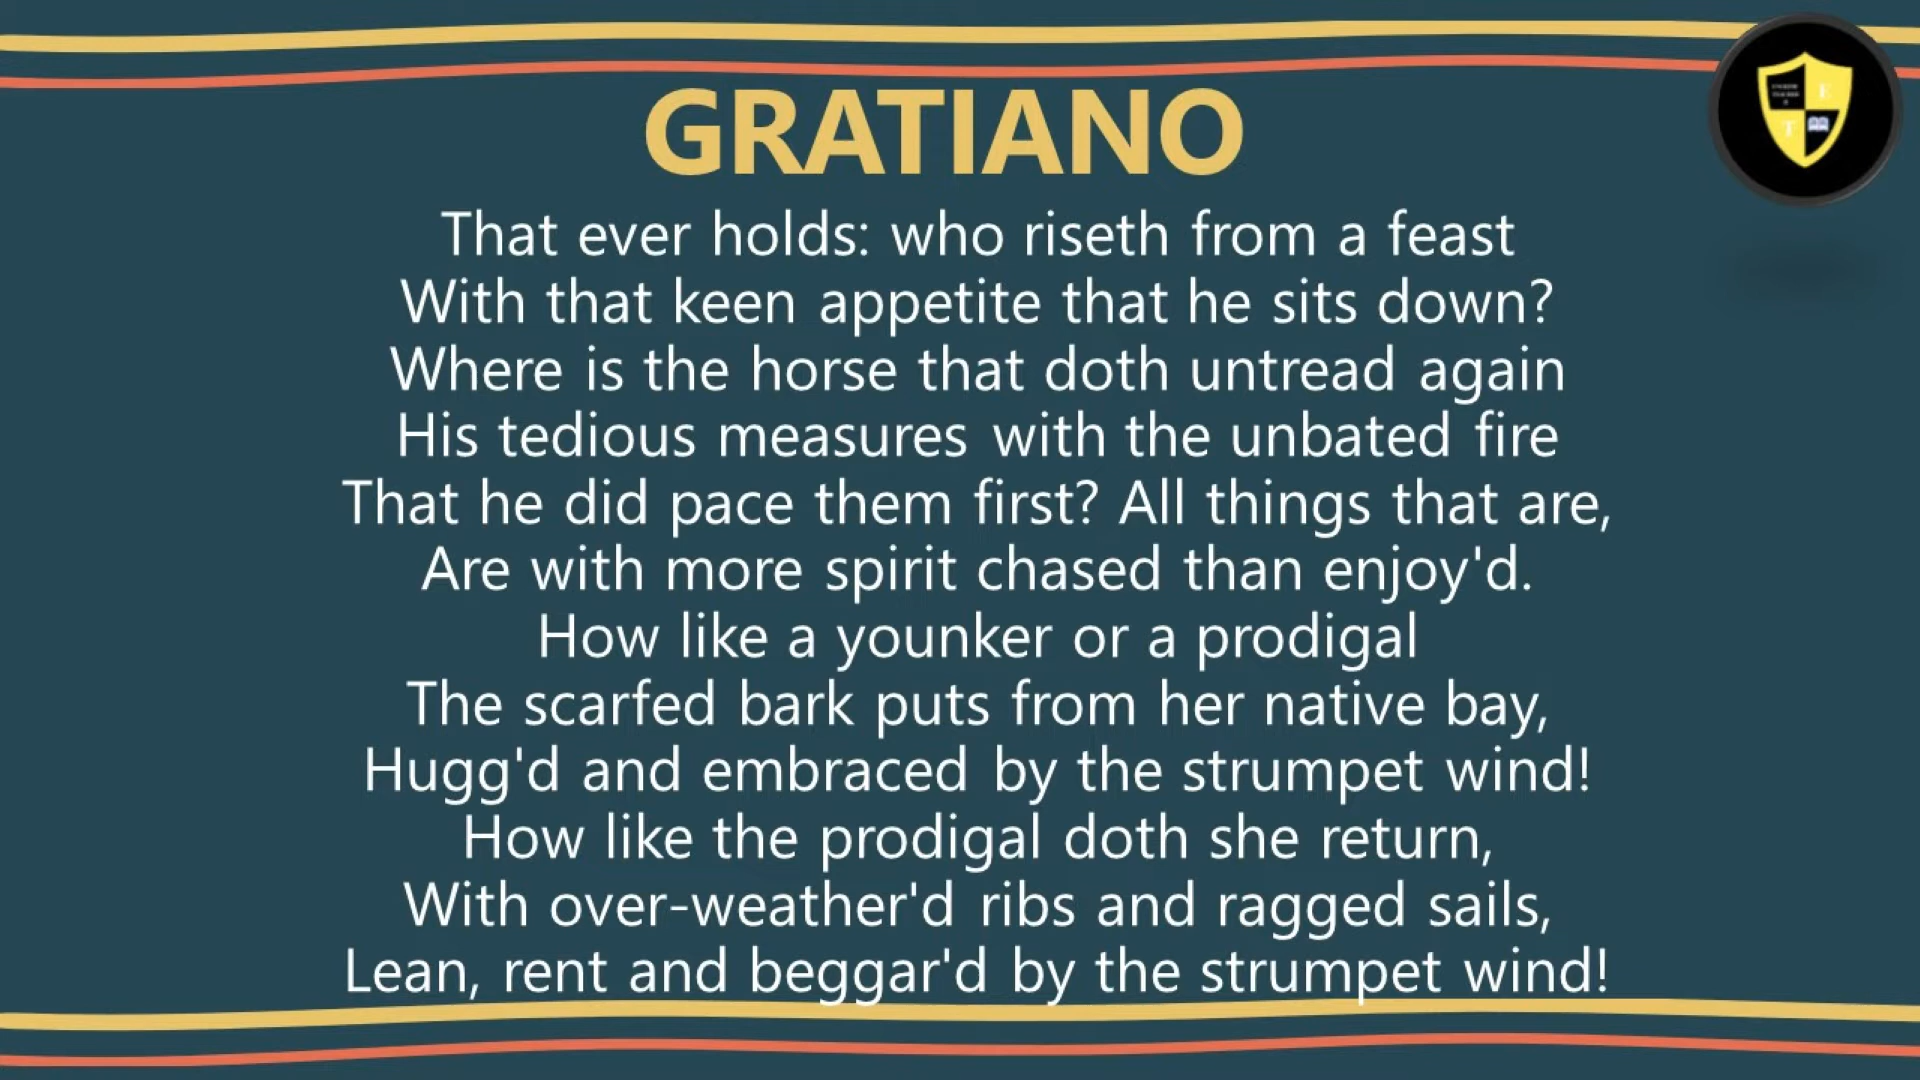 GRATIANO
That ever holds: who riseth from a feast
With that keen appetite that he sits down?
Where is the horse that doth untread again
His tedious measures with the unbated fire
That he did pace them first? All things that are,
Are with more spirit chased than enjoy'd.
How like a younker or a prodigal
The scarfed bark puts from her native bay,
Hugg'd and embraced by the strumpet wind!
How like the prodigal doth she return,
With over-weather'd ribs and ragged sails,
Lean, rent and beggar'd by the strumpet wind!
E
T